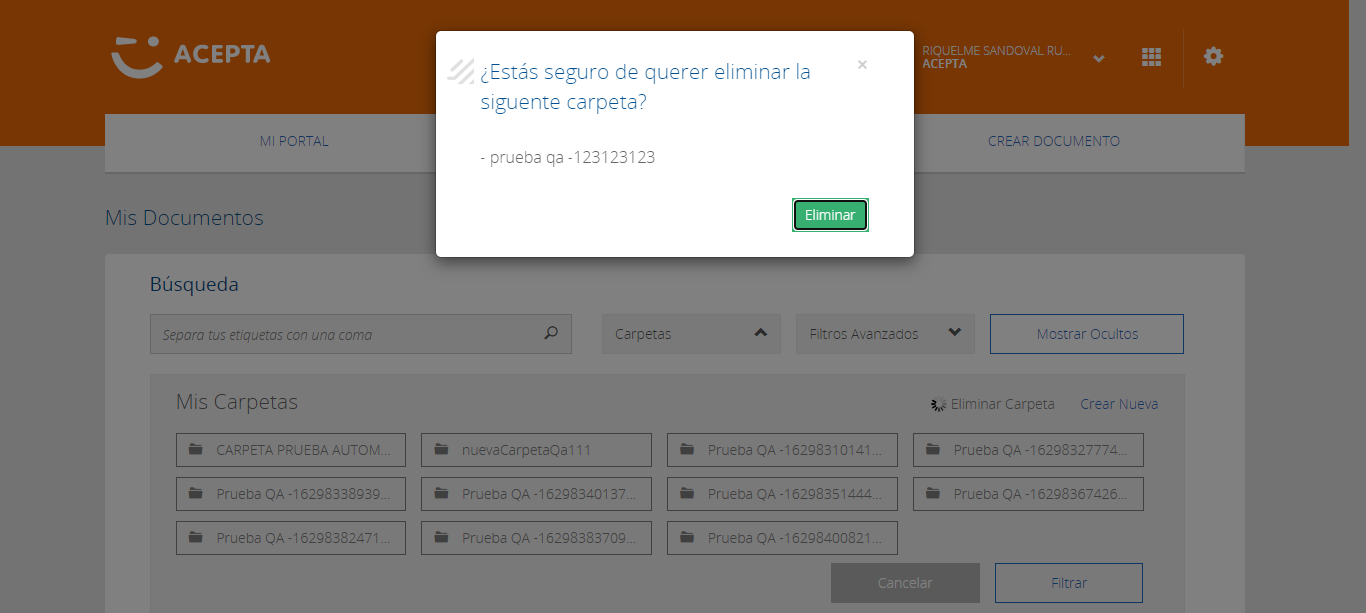 ACEPTA
RIQUELME SANDOVAL RU...
ACEPTA
¿Estás seguro de querer eliminar la
siguente carpeta?
×
- prueba qa -123123123
Eliminar
MI PORTAL
CREAR DOCUMENTO
Mis Documentos
Búsqueda
Separa tus etiquetas con una coma
Carpetas
Filtros Avanzados
Mostrar Ocultos
Mis Carpetas
Eliminar Carpeta
Crear Nueva
CARPETA PRUEBA AUTOM...
nuevaCarpetaQa111
Prueba QA -16298310141...
Prueba QA -16298327774...
Prueba QA -16298338939...
Prueba QA -16298340137...
Prueba QA -16298351444...
Prueba QA -16298367426...
Prueba QA -16298382471...
Prueba QA -16298383709...
Prueba QA -16298400821...
Cancelar
Filtrar